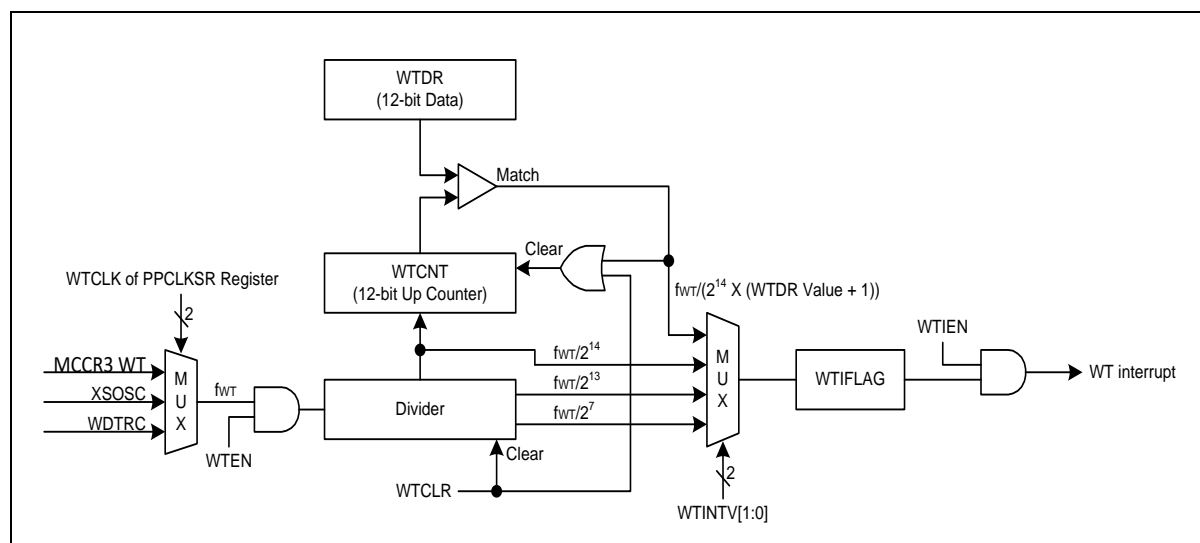 WTDR
(12-bit Data)
Match
Clear
WTCNT
(12-bit Up Counter)
WTCLK of PPCLKSR Register
2
fWT/(2¹⁴ X (WTDR Value + 1))
MCCR3 WT
XSOSC
WDTRC
MUX
fWT
WTEN
Divider
fWT/2¹⁴
fWT/2¹³
fWT/2⁷
Clear
WTCLR
MUX
2
WTINTV[1:0]
WTIFLAG
WTIEN
WT interrupt